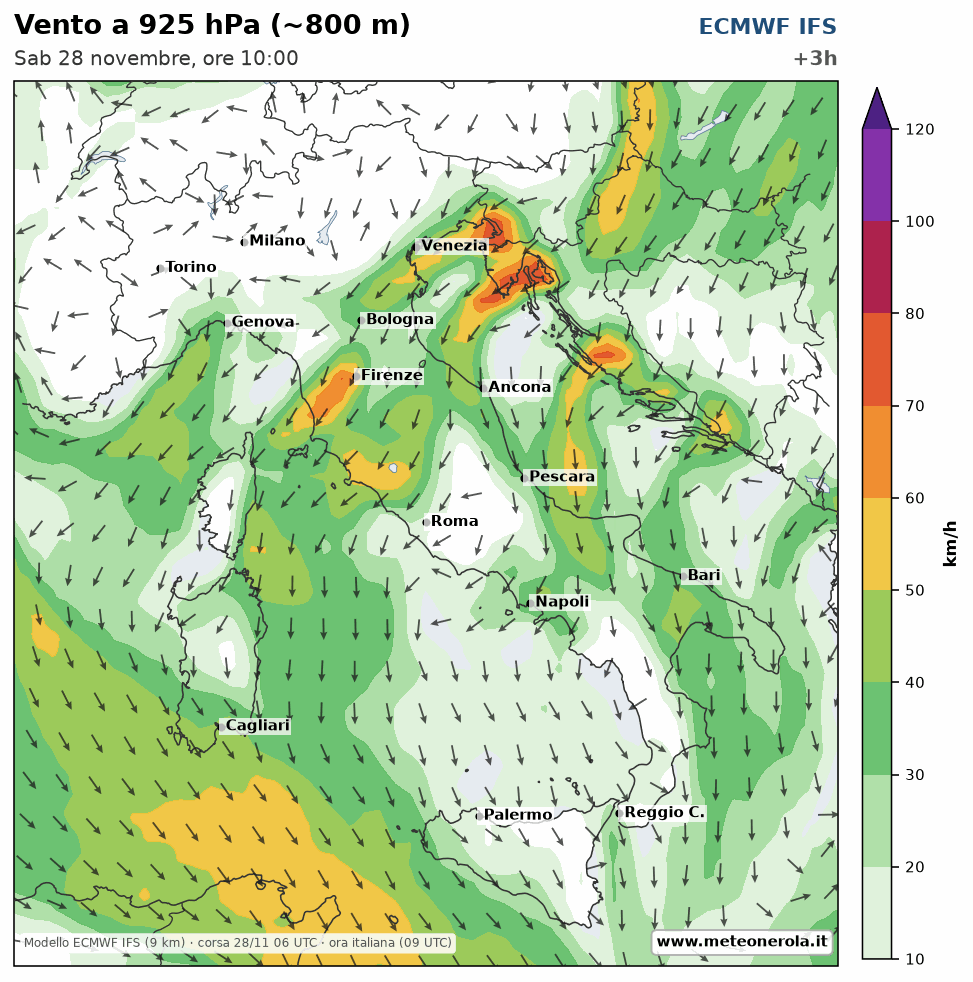 Vento a 925 hPa (~800 m)
ECMWF IFS
Sab 28 novembre, ore 10:00
+3h
Milano
Venezia
Torino
Genova
Bologna
Firenze
Ancona
Pescara
Roma
Bari
Napoli
Cagliari
Palermo
Reggio C.
120
100
80
70
60
50
40
30
20
10
km/h
Modello ECMWF IFS (9 km) · corsa 28/11 06 UTC · ora italiana (09 UTC)
www.meteonerola.it